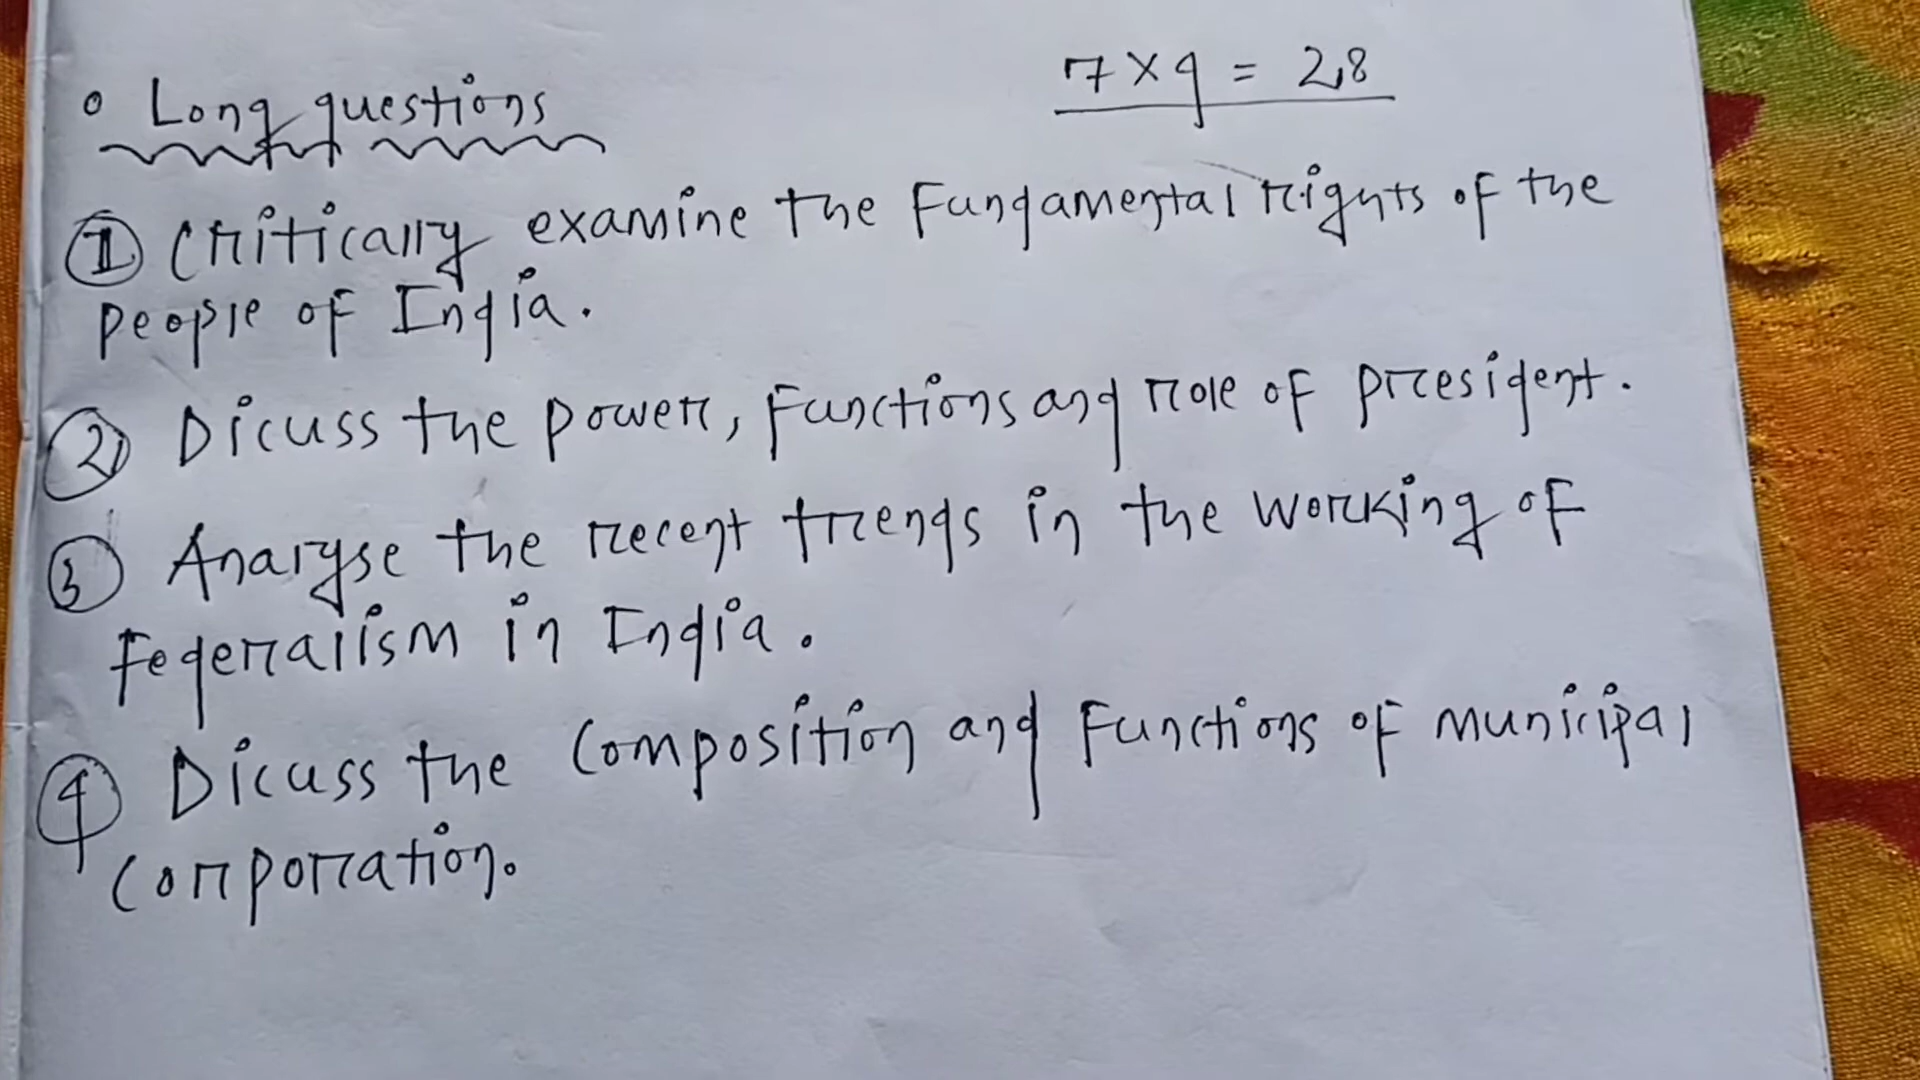 o Long questions
7 x 4 = 28
① Critically examine the Fundamental rights of the
people of India.
② Dicuss the power, Functions and role of president.
③ Analyse the recent trends in the working of
Federalism in India.
④ Dicuss the Composition and Functions of municipal
Corporation.